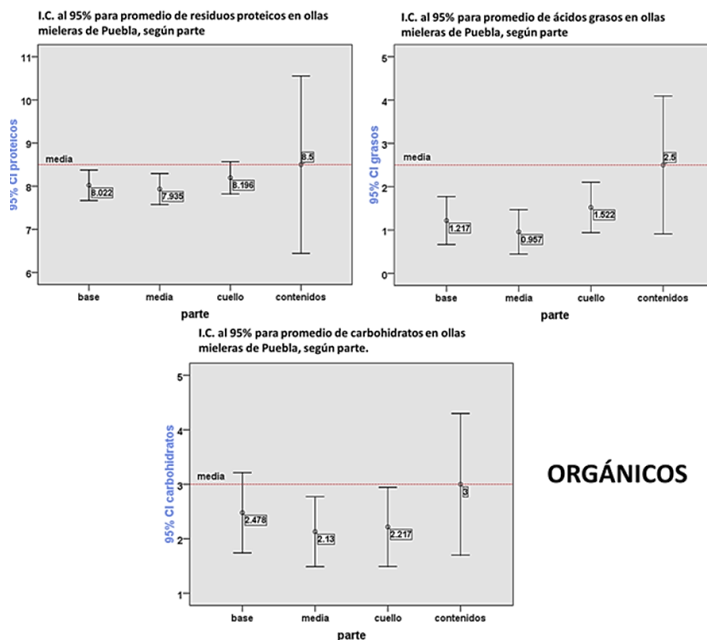 I.C. al 95% para promedio de residuos proteicos en ollas
mieleras de Puebla, según parte
95% CI proteicos
11
10
9
8
7
6
media
8.022
7.935
8.196
8.5
base
media
cuello
contenidos
parte
I.C. al 95% para promedio de ácidos grasos en ollas
mieleras de Puebla, según parte
95% CI grasos
5
4
3
2
1
0
media
1.217
0.957
1.522
2.5
base
media
cuello
contenidos
parte
I.C. al 95% para promedio de carbohidratos en ollas
mieleras de Puebla, según parte.
95% CI carbohidratos
5
4
3
2
1
media
2.478
2.13
2.217
3
base
media
cuello
contenidos
parte
ORGÁNICOS